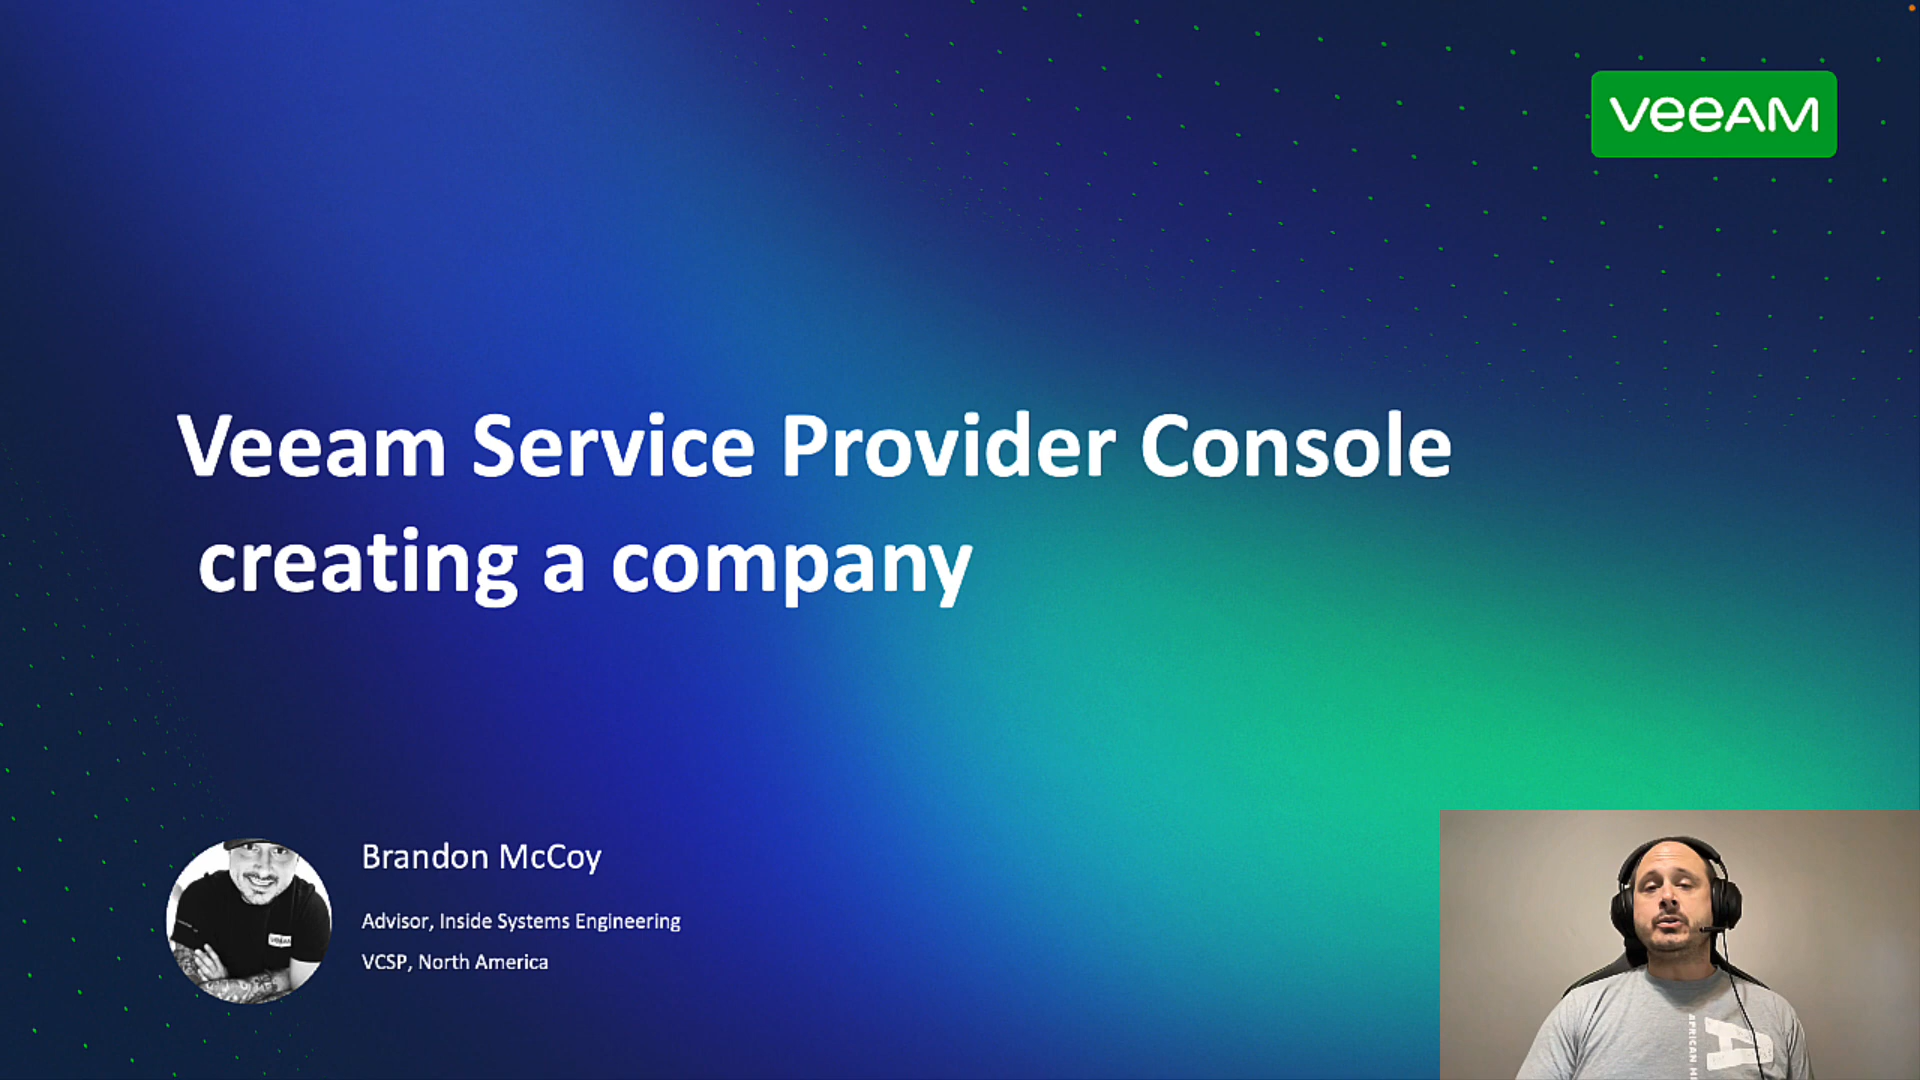 veeAM
Veeam Service Provider Console
creating a company
Brandon McCoy
Advisor, Inside Systems Engineering
VCSP, North America
A